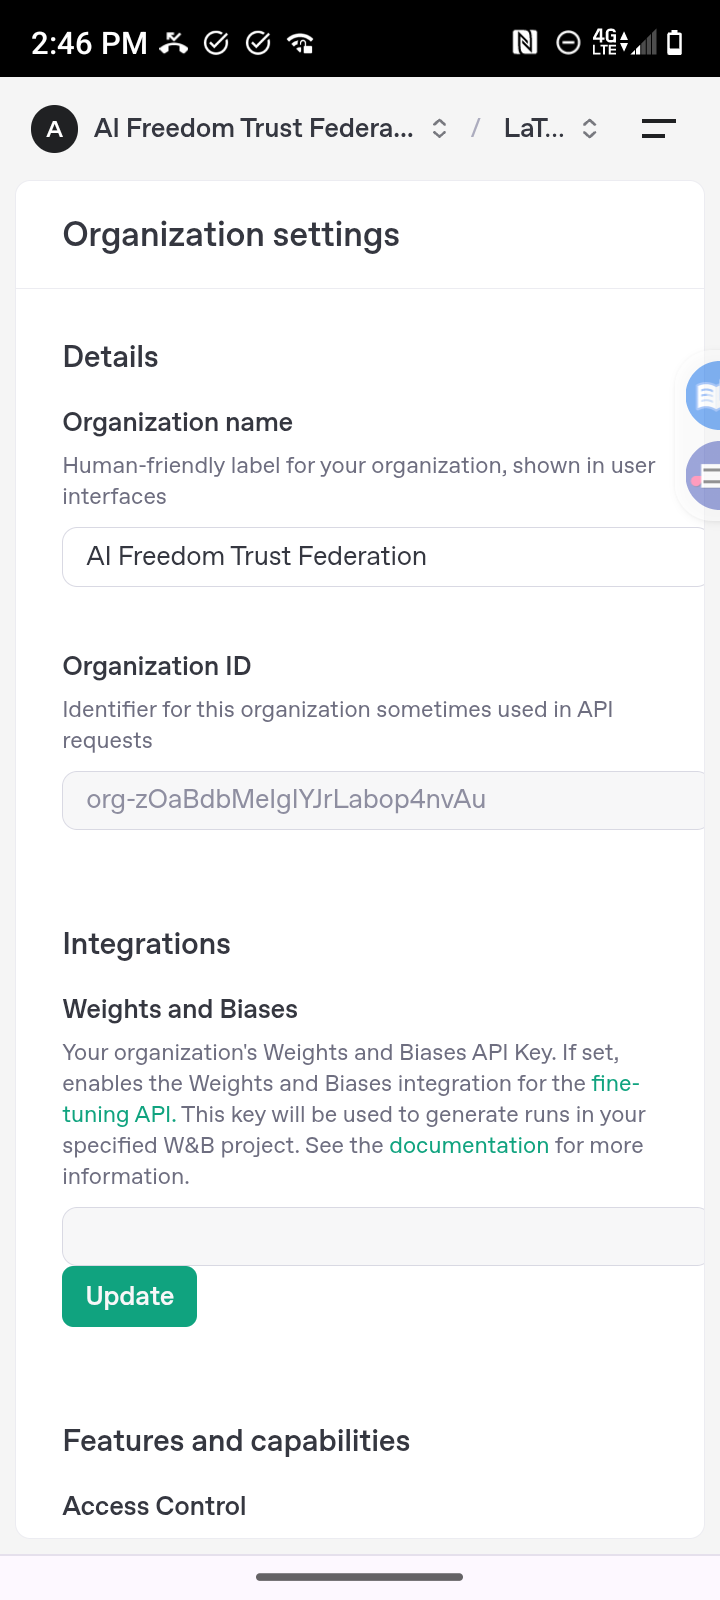 2:46 PM
4G
LTE
A AI Freedom Trust Federa... / LaT...
Organization settings
Details
Organization name
Human-friendly label for your organization, shown in user
interfaces
AI Freedom Trust Federation
Organization ID
Identifier for this organization sometimes used in API
requests
org-zOaBdbMelglYJrLabop4nvAu
Integrations
Weights and Biases
Your organization's Weights and Biases API Key. If set,
enables the Weights and Biases integration for the fine-
tuning API. This key will be used to generate runs in your
specified W&B project. See the documentation for more
information.
Update
Features and capabilities
Access Control